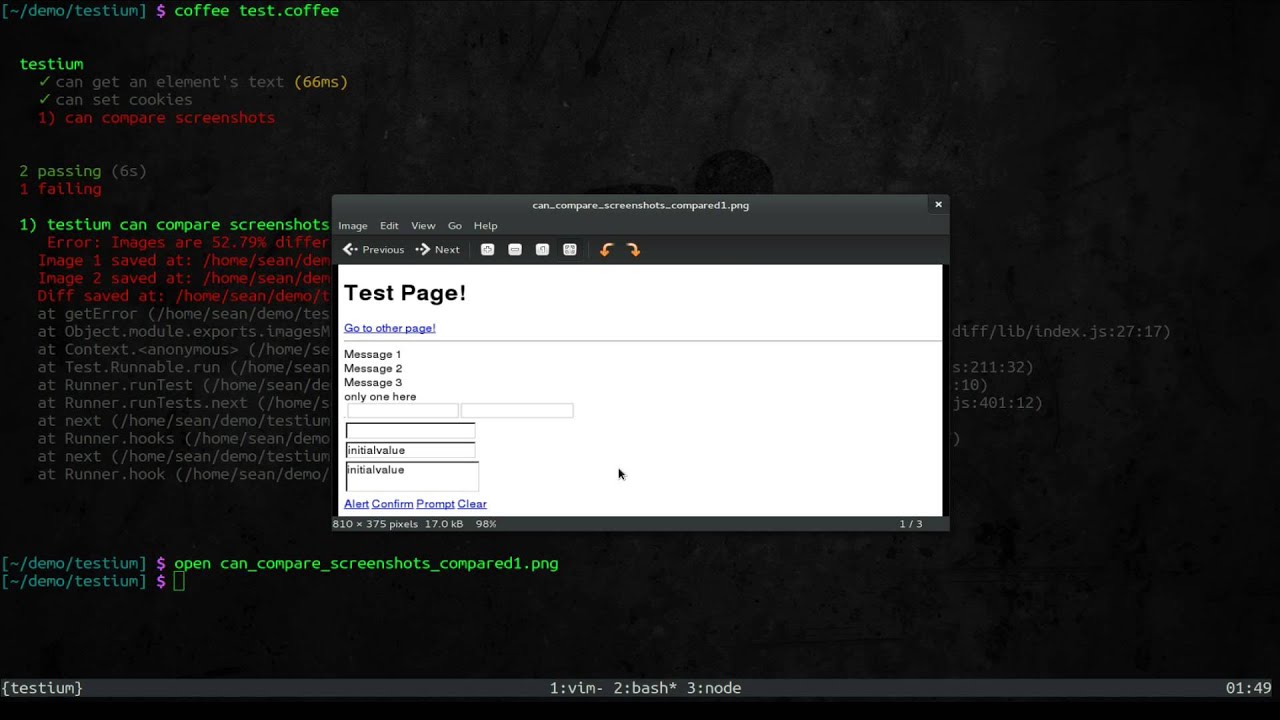 [~/demo/testium] $ coffee test.coffee
testium
✓ can get an element's text (66ms)
✓ can set cookies
1) can compare screenshots
2 passing (6s)
1 failing
1) testium can compare screenshots
Error: Images are 52.79% differ
Image 1 saved at: /home/sean/dem
Image 2 saved at: /home/sean/dem
Diff saved at: /home/sean/demo/t
at getError (/home/sean/demo/tes
at Object.module.exports.imagesM diff/lib/index.js:27:17)
at Context.<anonymous> (/home/se
at Test.Runnable.run (/home/sean s:211:32)
at Runner.runTest (/home/sean/de :10)
at Runner.runTests.next (/home/s js:401:12)
at next (/home/sean/demo/testium
at Runner.hooks (/home/sean/demo )
at next (/home/sean/demo/testium
at Runner.hook (/home/sean/demo/
can_compare_screenshots_compared1.png
Image Edit View Go Help
Previous Next
Test Page!
Go to other page!
Message 1
Message 2
Message 3
only one here
initialvalue
initialvalue
Alert Confirm Prompt Clear
810 × 375 pixels 17.0 kB 98% 1 / 3
[~/demo/testium] $ open can_compare_screenshots_compared1.png
[~/demo/testium] $
{testium} 1:vim- 2:bash* 3:node 01:49